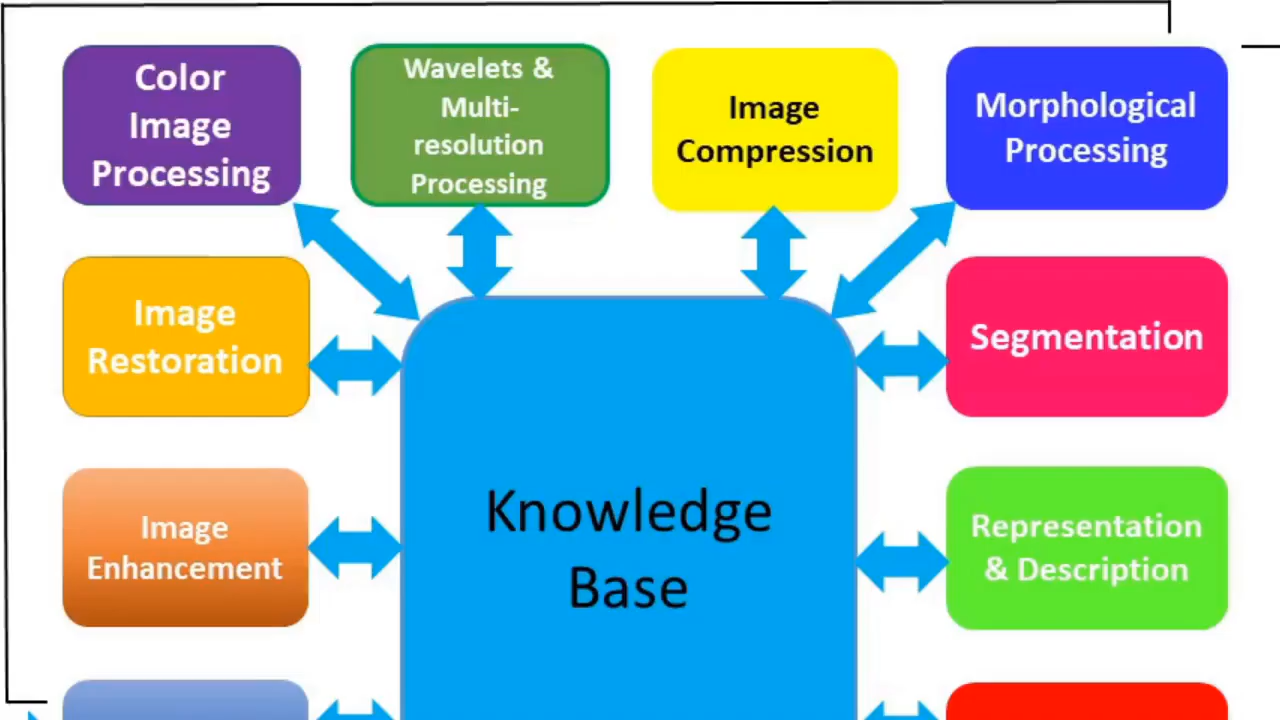 Color
Image
Processing
Wavelets &
Multi-
resolution
Processing
Image
Compression
Morphological
Processing
Image
Restoration
Segmentation
Image
Enhancement
Knowledge
Base
Representation
& Description